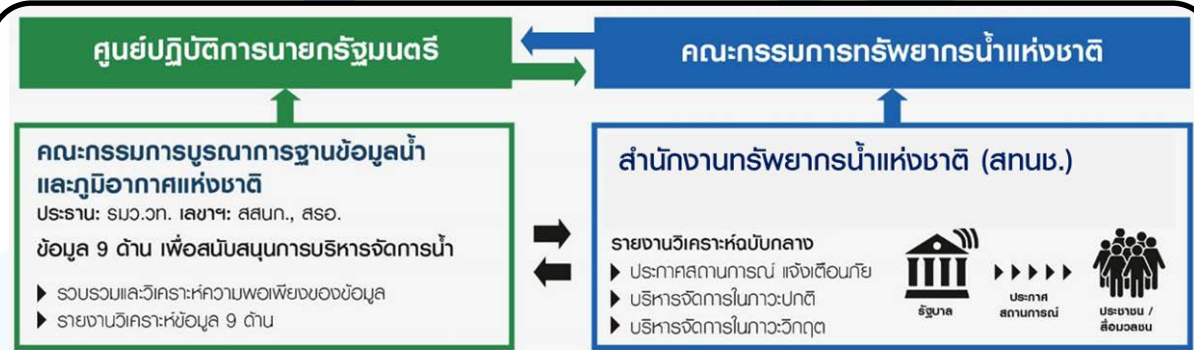 ศูนย์ปฏิบัติการนายกรัฐมนตรี
คณะกรรมการทรัพยากรน้ำแห่งชาติ
คณะกรรมการบูรณาการฐานข้อมูลน้ำ
และภูมิอากาศแห่งชาติ
ประธาน: รมว.วท. เลขาฯ: สสนก., สรอ.
ข้อมูล 9 ด้าน เพื่อสนับสนุนการบริหารจัดการน้ำ
รวบรวมและวิเคราะห์ความพอเพียงของข้อมูล
รายงานวิเคราะห์ข้อมูล 9 ด้าน
สำนักงานทรัพยากรน้ำแห่งชาติ (สทนช.)
รายงานวิเคราะห์ฉบับกลาง
ประกาศสถานการณ์ แจ้งเตือนภัย
บริหารจัดการในภาวะปกติ
บริหารจัดการในภาวะวิกฤต
รัฐบาล
ประกาศ
สถานการณ์
ประชาชน /
สื่อมวลชน